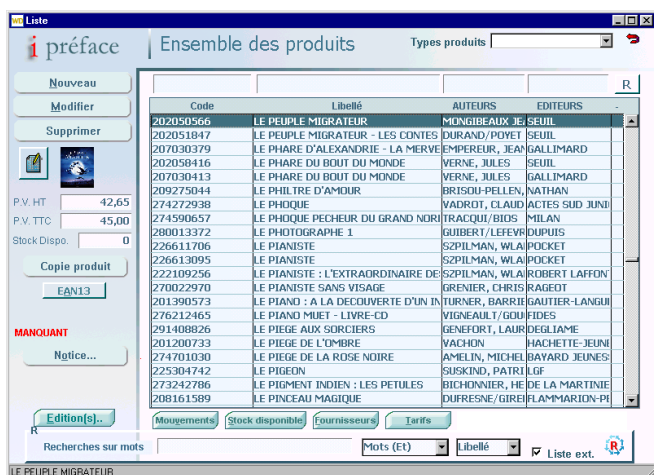 WD Liste
i préface Ensemble des produits Types produits
Nouveau
Modifier
Supprimer
P.V. HT 42,65
P.V. TTC 45,00
Stock Dispo. 0
Copie produit
EAN13
MANQUANT
Notice...
Edition(s)..
R
Code Libellé AUTEURS EDITEURS -
202050566 LE PEUPLE MIGRATEUR MONGIBEAUX JE SEUIL
202051847 LE PEUPLE MIGRATEUR - LES CONTES DURAND/POYET SEUIL
207030379 LE PHARE D'ALEXANDRIE - LA MERVE EMPEREUR, JEAN GALLIMARD
202058416 LE PHARE DU BOUT DU MONDE VERNE, JULES SEUIL
207030413 LE PHARE DU BOUT DU MONDE VERNE, JULES GALLIMARD
209275044 LE PHILTRE D'AMOUR BRISOU-PELLEN, NATHAN
274272938 LE PHOQUE VADROT, CLAUD ACTES SUD JUNI
274590657 LE PHOQUE PECHEUR DU GRAND NORI TRACQUI/BIOS MILAN
280013372 LE PHOTOGRAPHE 1 GUIBERT/LEFEVR DUPUIS
226611706 LE PIANISTE SZPILMAN, WLA POCKET
226613095 LE PIANISTE SZPILMAN, WLA POCKET
222109256 LE PIANISTE : L'EXTRAORDINAIRE DE SZPILMAN, WLA ROBERT LAFFON
270022970 LE PIANISTE SANS VISAGE GRENIER, CHRIS RAGEOT
201390573 LE PIANO : A LA DECOUVERTE D'UN IN TURNER, BARRIE GAUTIER-LANGUI
276212465 LE PIANO MUET - LIVRE-CD VIGNEAULT/GOU FIDES
291408826 LE PIEGE AUX SORCIERS GENEFORT, LAUR DEGLIAME
201200733 LE PIEGE DE L'OMBRE VACHON HACHETTE-JEUNE
274701030 LE PIEGE DE LA ROSE NOIRE AMELIN, MICHEL BAYARD JEUNES
225304742 LE PIGEON SUSKIND, PATRI LGF
273242786 LE PIGMENT INDIEN : LES PETULES BICHONNIER, HE DE LA MARTINIE
208161589 LE PINCEAU MAGIQUE DUFRESNE/GIREI FLAMMARION-PE
Mouvements Stock disponible Fournisseurs Tarifs
R
Recherches sur mots Mots (Et) Libellé Liste ext. R
LE PEUPLE MIGRATEUR